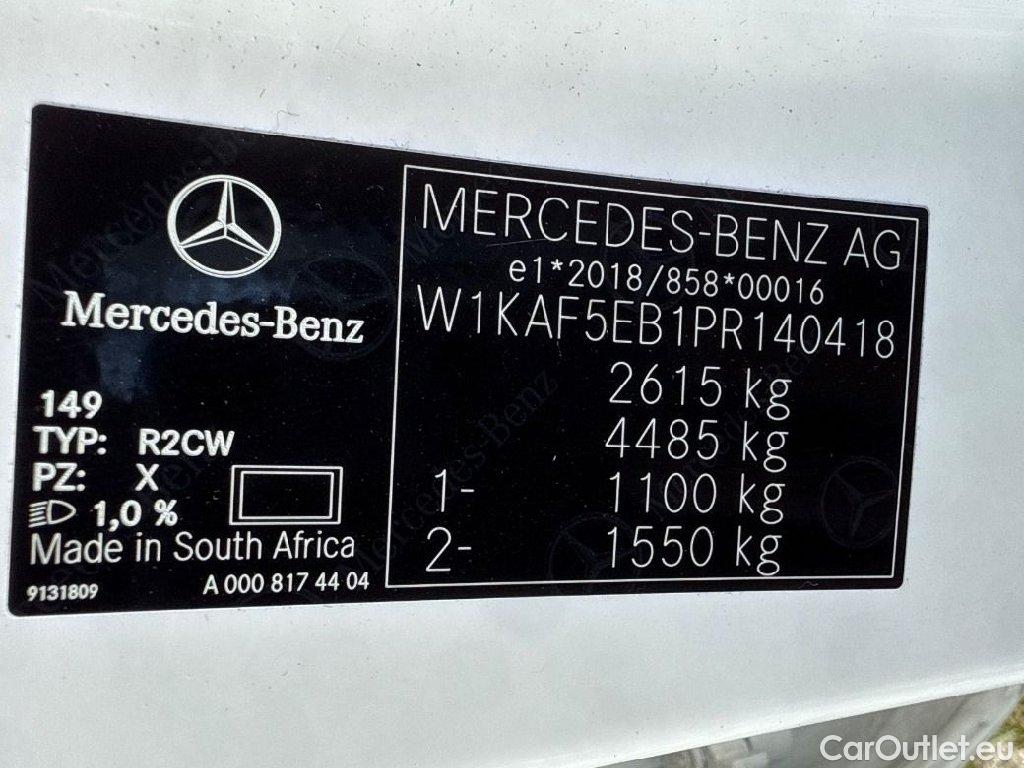 Mercedes-Benz
149
TYP: R2CW
PZ: X
1,0 %
Made in South Africa
9131809 A 000 817 44 04
MERCEDES-BENZ AG
e1*2018/858*00016
W1KAF5EB1PR140418
2615 kg
4485 kg
1- 1100 kg
2- 1550 kg
CarOutlet.eu